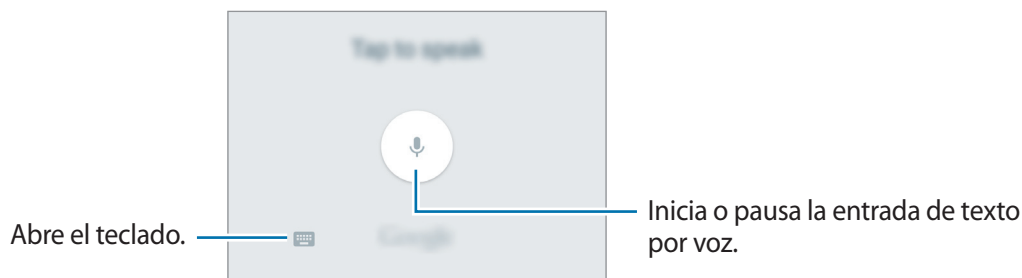 Tap to speak
Abre el teclado.
Google
Inicia o pausa la entrada de texto
por voz.